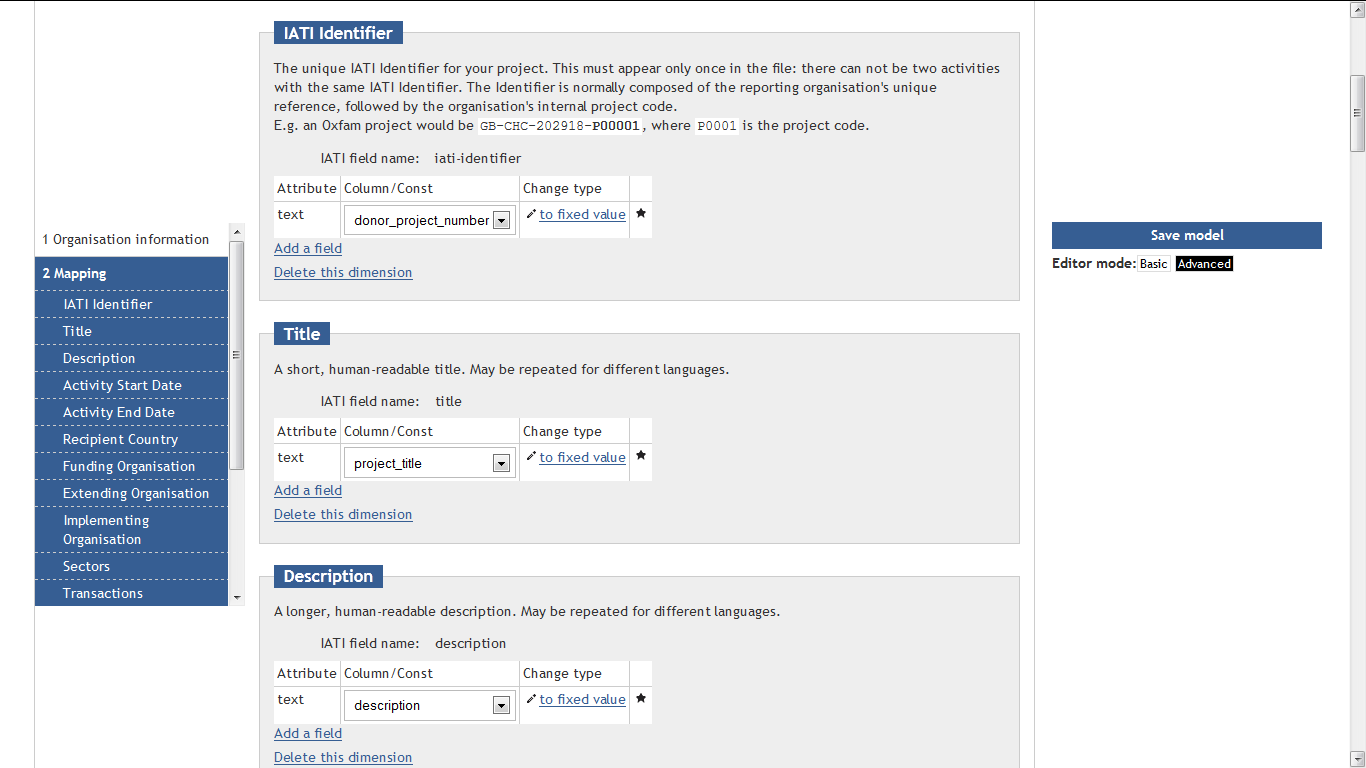 1 Organisation information
2 Mapping
IATI Identifier
Title
Description
Activity Start Date
Activity End Date
Recipient Country
Funding Organisation
Extending Organisation
Implementing
Organisation
Sectors
Transactions
IATI Identifier
The unique IATI Identifier for your project. This must appear only once in the file: there can not be two activities
with the same IATI Identifier. The Identifier is normally composed of the reporting organisation's unique
reference, followed by the organisation's internal project code.
E.g. an Oxfam project would be GB-CHC-202918-P00001, where P0001 is the project code.
IATI field name: iati-identifier
Attribute Column/Const Change type
text donor_project_number to fixed value
Add a field
Delete this dimension
Title
A short, human-readable title. May be repeated for different languages.
IATI field name: title
Attribute Column/Const Change type
text project_title to fixed value
Add a field
Delete this dimension
Description
A longer, human-readable description. May be repeated for different languages.
IATI field name: description
Attribute Column/Const Change type
text description to fixed value
Add a field
Delete this dimension
Save model
Editor mode: Basic Advanced